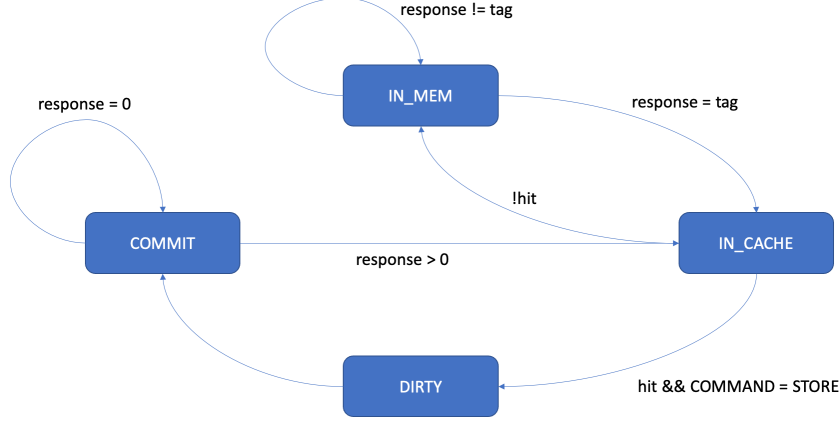 response != tag
IN_MEM
response = tag
response = 0
!hit
COMMIT
IN_CACHE
response > 0
DIRTY
hit && COMMAND = STORE